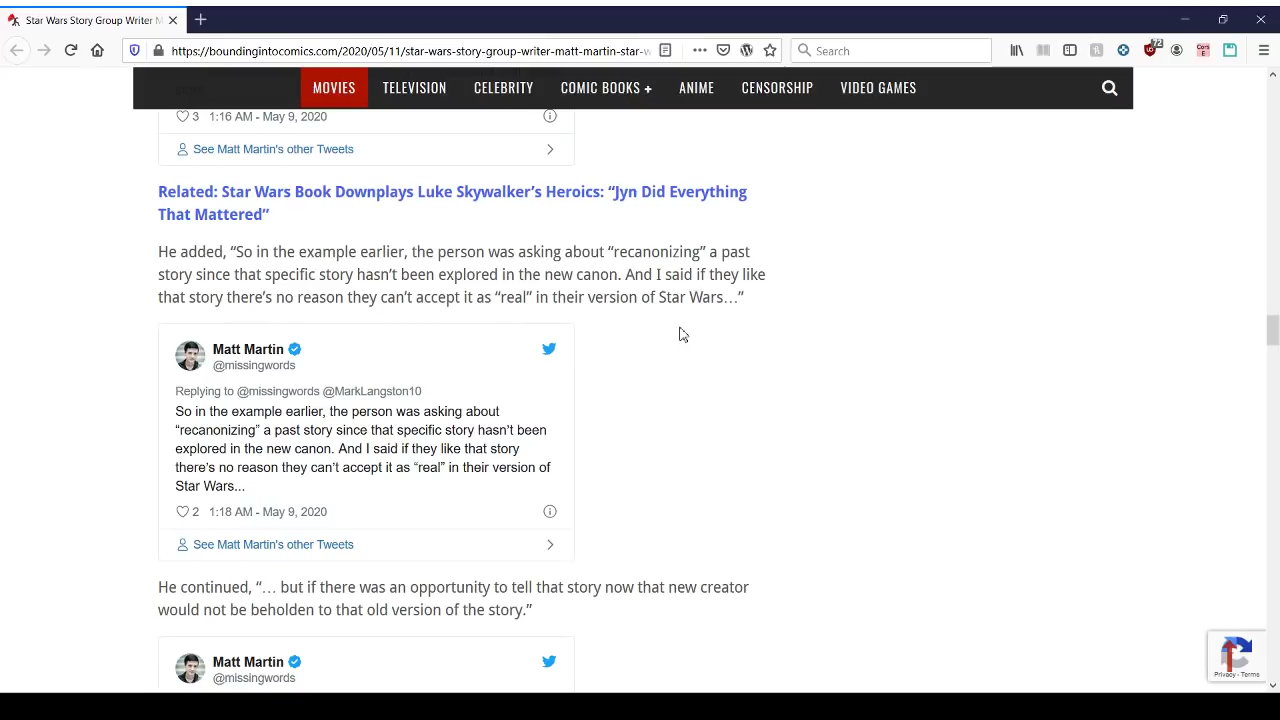 Star Wars Story Group Writer M
https://boundingintocomics.com/2020/05/11/star-wars-story-group-writer-matt-martin-star-w
Search
72
MOVIES TELEVISION CELEBRITY COMIC BOOKS + ANIME CENSORSHIP VIDEO GAMES
3 1:16 AM - May 9, 2020
See Matt Martin's other Tweets
Related: Star Wars Book Downplays Luke Skywalker’s Heroics: “Jyn Did Everything
That Mattered”
He added, “So in the example earlier, the person was asking about “recanonizing” a past
story since that specific story hasn’t been explored in the new canon. And I said if they like
that story there’s no reason they can’t accept it as “real” in their version of Star Wars…”
Matt Martin
@missingwords
Replying to @missingwords @MarkLangston10
So in the example earlier, the person was asking about
“recanonizing” a past story since that specific story hasn’t been
explored in the new canon. And I said if they like that story
there’s no reason they can’t accept it as “real” in their version of
Star Wars...
2 1:18 AM - May 9, 2020
See Matt Martin's other Tweets
He continued, “… but if there was an opportunity to tell that story now that new creator
would not be beholden to that old version of the story.”
Matt Martin
@missingwords
Privacy - Terms